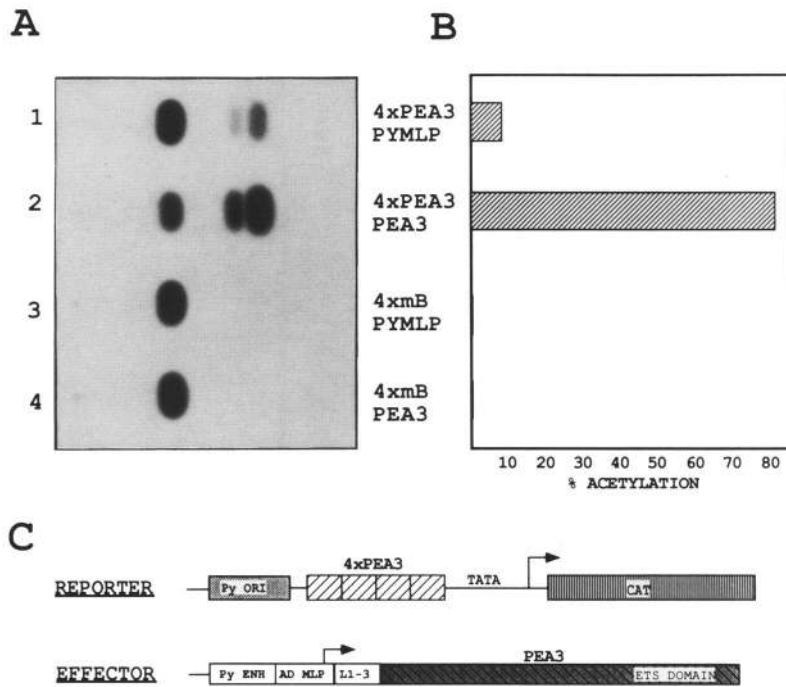 A
B
1
4xPEA3
PYMLP
2
4xPEA3
PEA3
3
4xmB
PYMLP
4
4xmB
PEA3
10 20 30 40 50 60 70 80
% ACETYLATION
C
4xPEA3
REPORTER
Py ORI
TATA
CAT
PEA3
EFFECTOR
Py ENH
AD MLP
L1-3
ETS DOMAIN